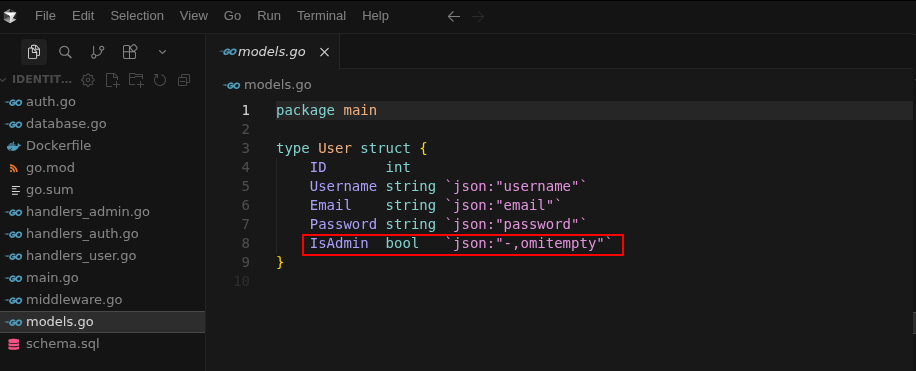 File Edit Selection View Go Run Terminal Help
IDENTIT...
auth.go
database.go
Dockerfile
go.mod
go.sum
handlers_admin.go
handlers_auth.go
handlers_user.go
main.go
middleware.go
models.go
schema.sql
GO models.go
GO models.go
1 package main
2
3 type User struct {
4 ID int
5 Username string `json:"username"`
6 Email string `json:"email"`
7 Password string `json:"password"`
8 IsAdmin bool `json:"-,omitempty"`
9 }
10